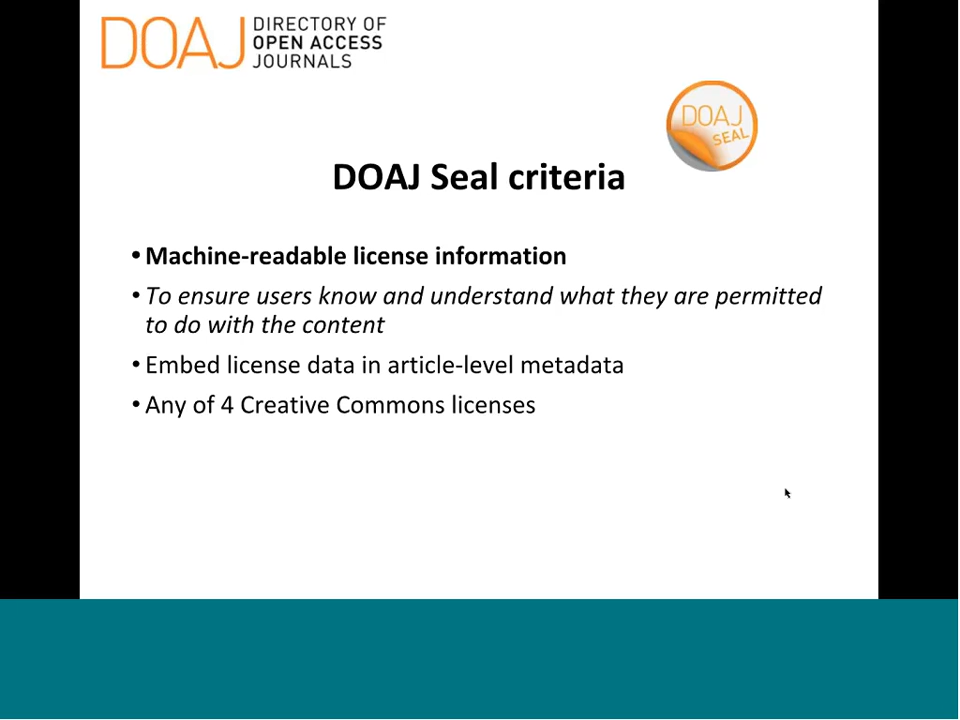 DOAJ DIRECTORY OF
OPEN ACCESS
JOURNALS
DOAJ
SEAL
DOAJ Seal criteria
• Machine-readable license information
• To ensure users know and understand what they are permitted
to do with the content
• Embed license data in article-level metadata
• Any of 4 Creative Commons licenses